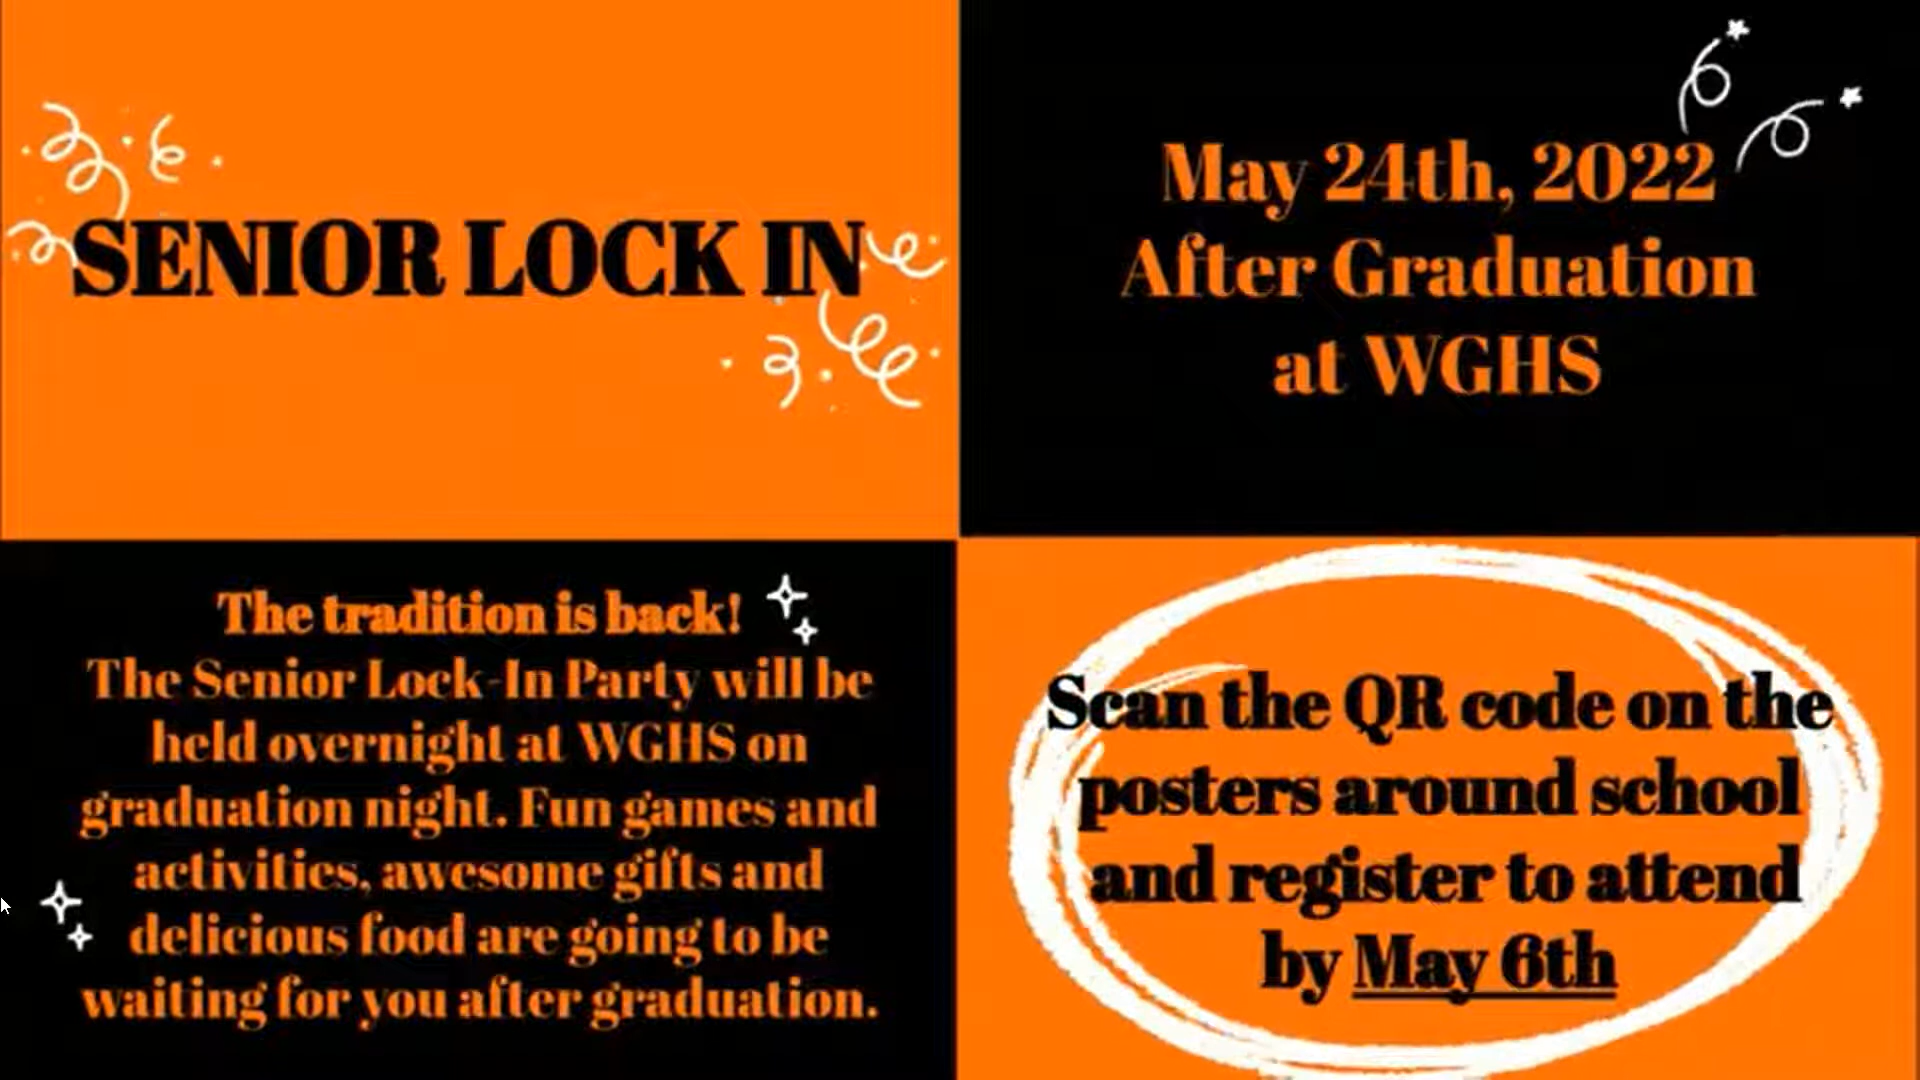 SENIOR LOCK IN
May 24th, 2022
After Graduation
at WGHS
The tradition is back!
The Senior Lock-In Party will be
held overnight at WGHS on
graduation night. Fun games and
activities, awesome gifts and
delicious food are going to be
waiting for you after graduation.
Scan the QR code on the
posters around school
and register to attend
by May 6th